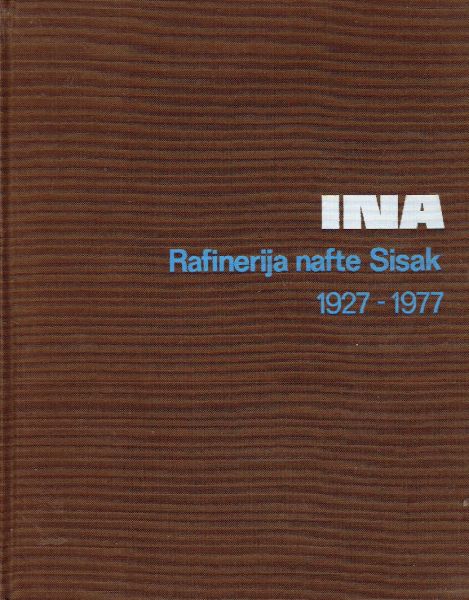 INA
Rafinerija nafte Sisak
1927 - 1977